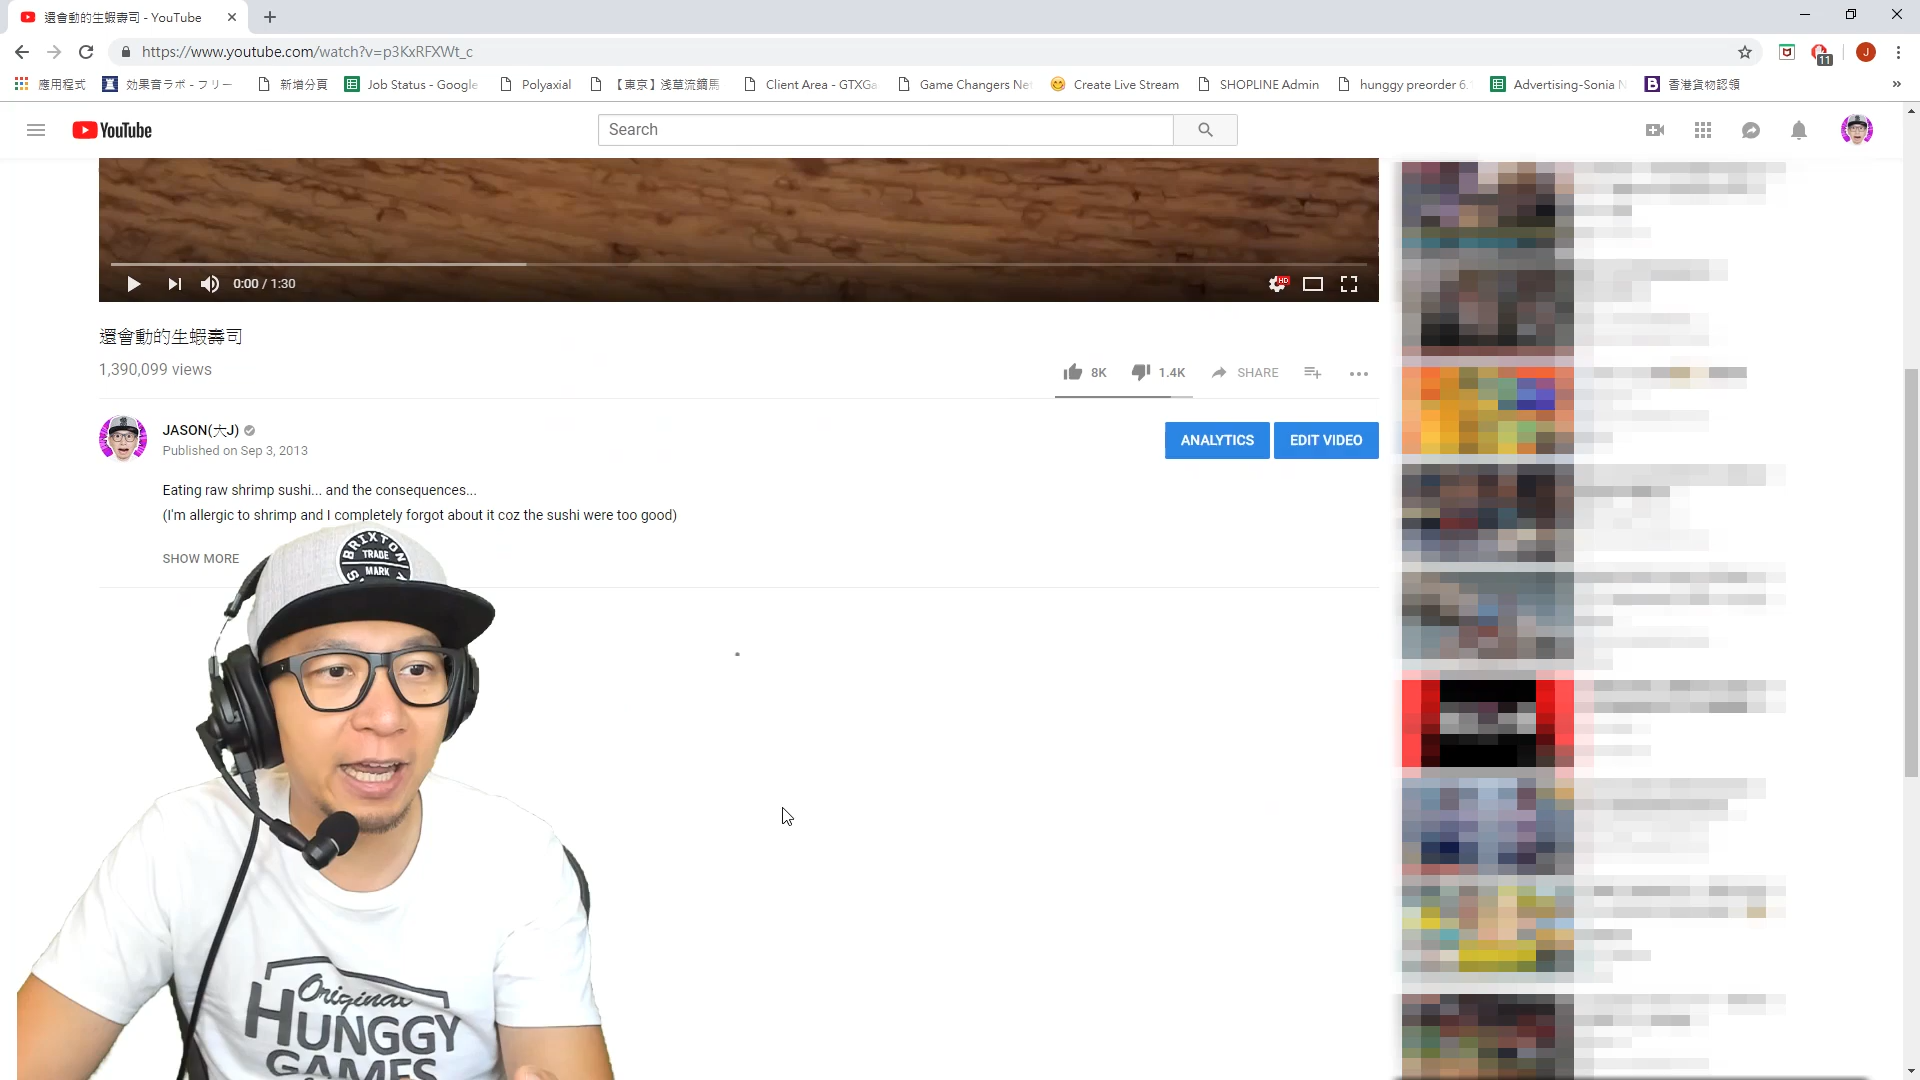 還會動的生蝦壽司 - YouTube
https://www.youtube.com/watch?v=p3KxRFXWt_c
11
J
應用程式
効果音ラボ - フリー
新增分頁
Job Status - Google
Polyaxial
【東京】浅草流鏑馬
Client Area - GTXGa
Game Changers Ne
Create Live Stream
SHOPLINE Admin
hunggy preorder 6.
Advertising-Sonia N
B
香港貨物認領
»
YouTube
Search
0:00 / 1:30
HD
還會動的生蝦壽司
1,390,099 views
8K
1.4K
SHARE
JASON(大J)
Published on Sep 3, 2013
ANALYTICS
EDIT VIDEO
Eating raw shrimp sushi... and the consequences...
(I'm allergic to shrimp and I completely forgot about it coz the sushi were too good)
SHOW MORE
BRIXTON
TRADE
MARK
Original
HUNGGY
GAMES